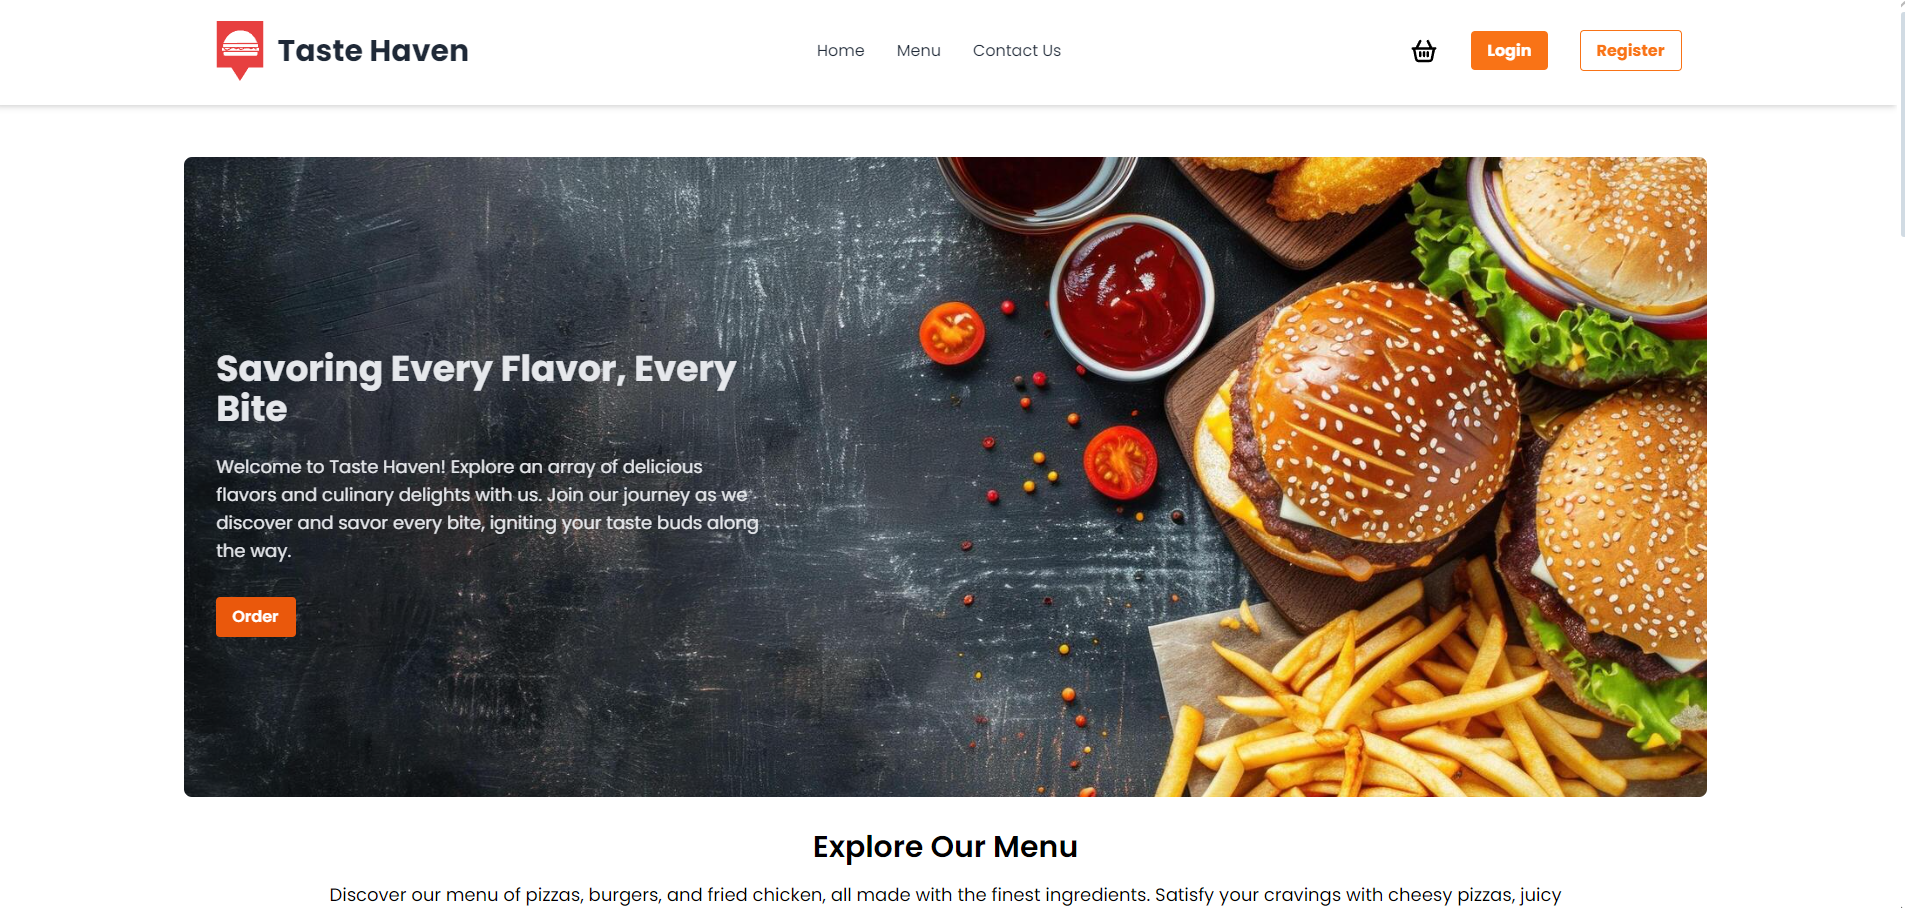 Taste Haven
Home Menu Contact Us
Login Register
Savoring Every Flavor, Every
Bite
Welcome to Taste Haven! Explore an array of delicious
flavors and culinary delights with us. Join our journey as we
discover and savor every bite, igniting your taste buds along
the way.
Order
Explore Our Menu
Discover our menu of pizzas, burgers, and fried chicken, all made with the finest ingredients. Satisfy your cravings with cheesy pizzas, juicy